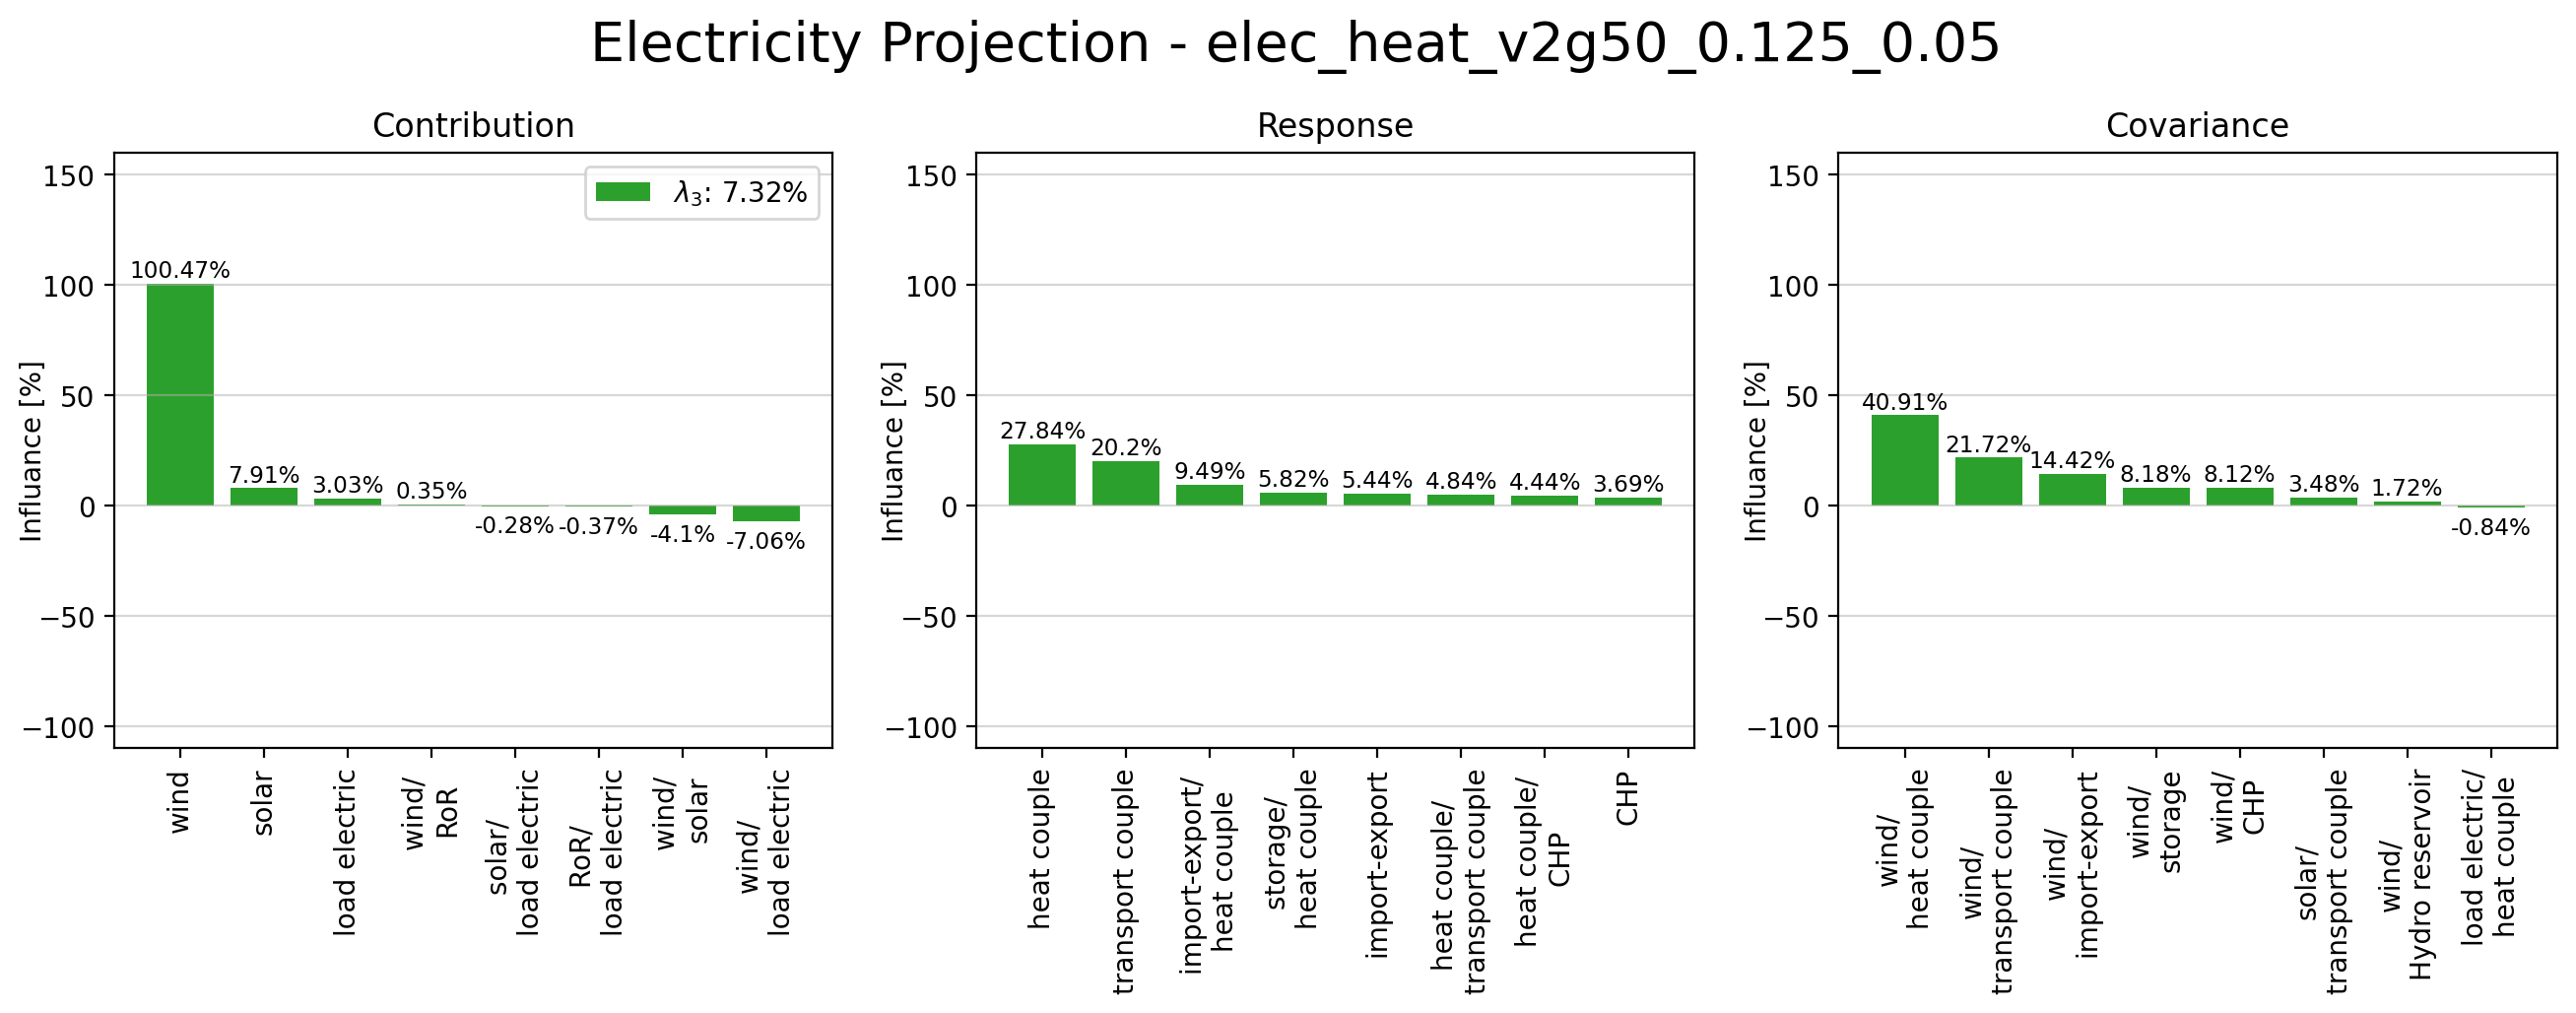 Electricity Projection - elec_heat_v2g50_0.125_0.05
Contribution
Influance [%]
150
100
50
0
−50
−100
λ3: 7.32%
100.47%
7.91%
3.03%
0.35%
-0.28%
-0.37%
-4.1%
-7.06%
wind
solar
load electric
wind/
RoR
solar/
load electric
RoR/
load electric
wind/
solar
wind/
load electric
Response
Influance [%]
150
100
50
0
−50
−100
27.84%
20.2%
9.49%
5.82%
5.44%
4.84%
4.44%
3.69%
heat couple
transport couple
import-export/
heat couple
storage/
heat couple
import-export
heat couple/
transport couple
heat couple/
CHP
CHP
Covariance
Influance [%]
150
100
50
0
−50
−100
40.91%
21.72%
14.42%
8.18%
8.12%
3.48%
1.72%
-0.84%
wind/
heat couple
wind/
transport couple
wind/
import-export
wind/
storage
wind/
CHP
solar/
transport couple
wind/
Hydro reservoir
load electric/
heat couple